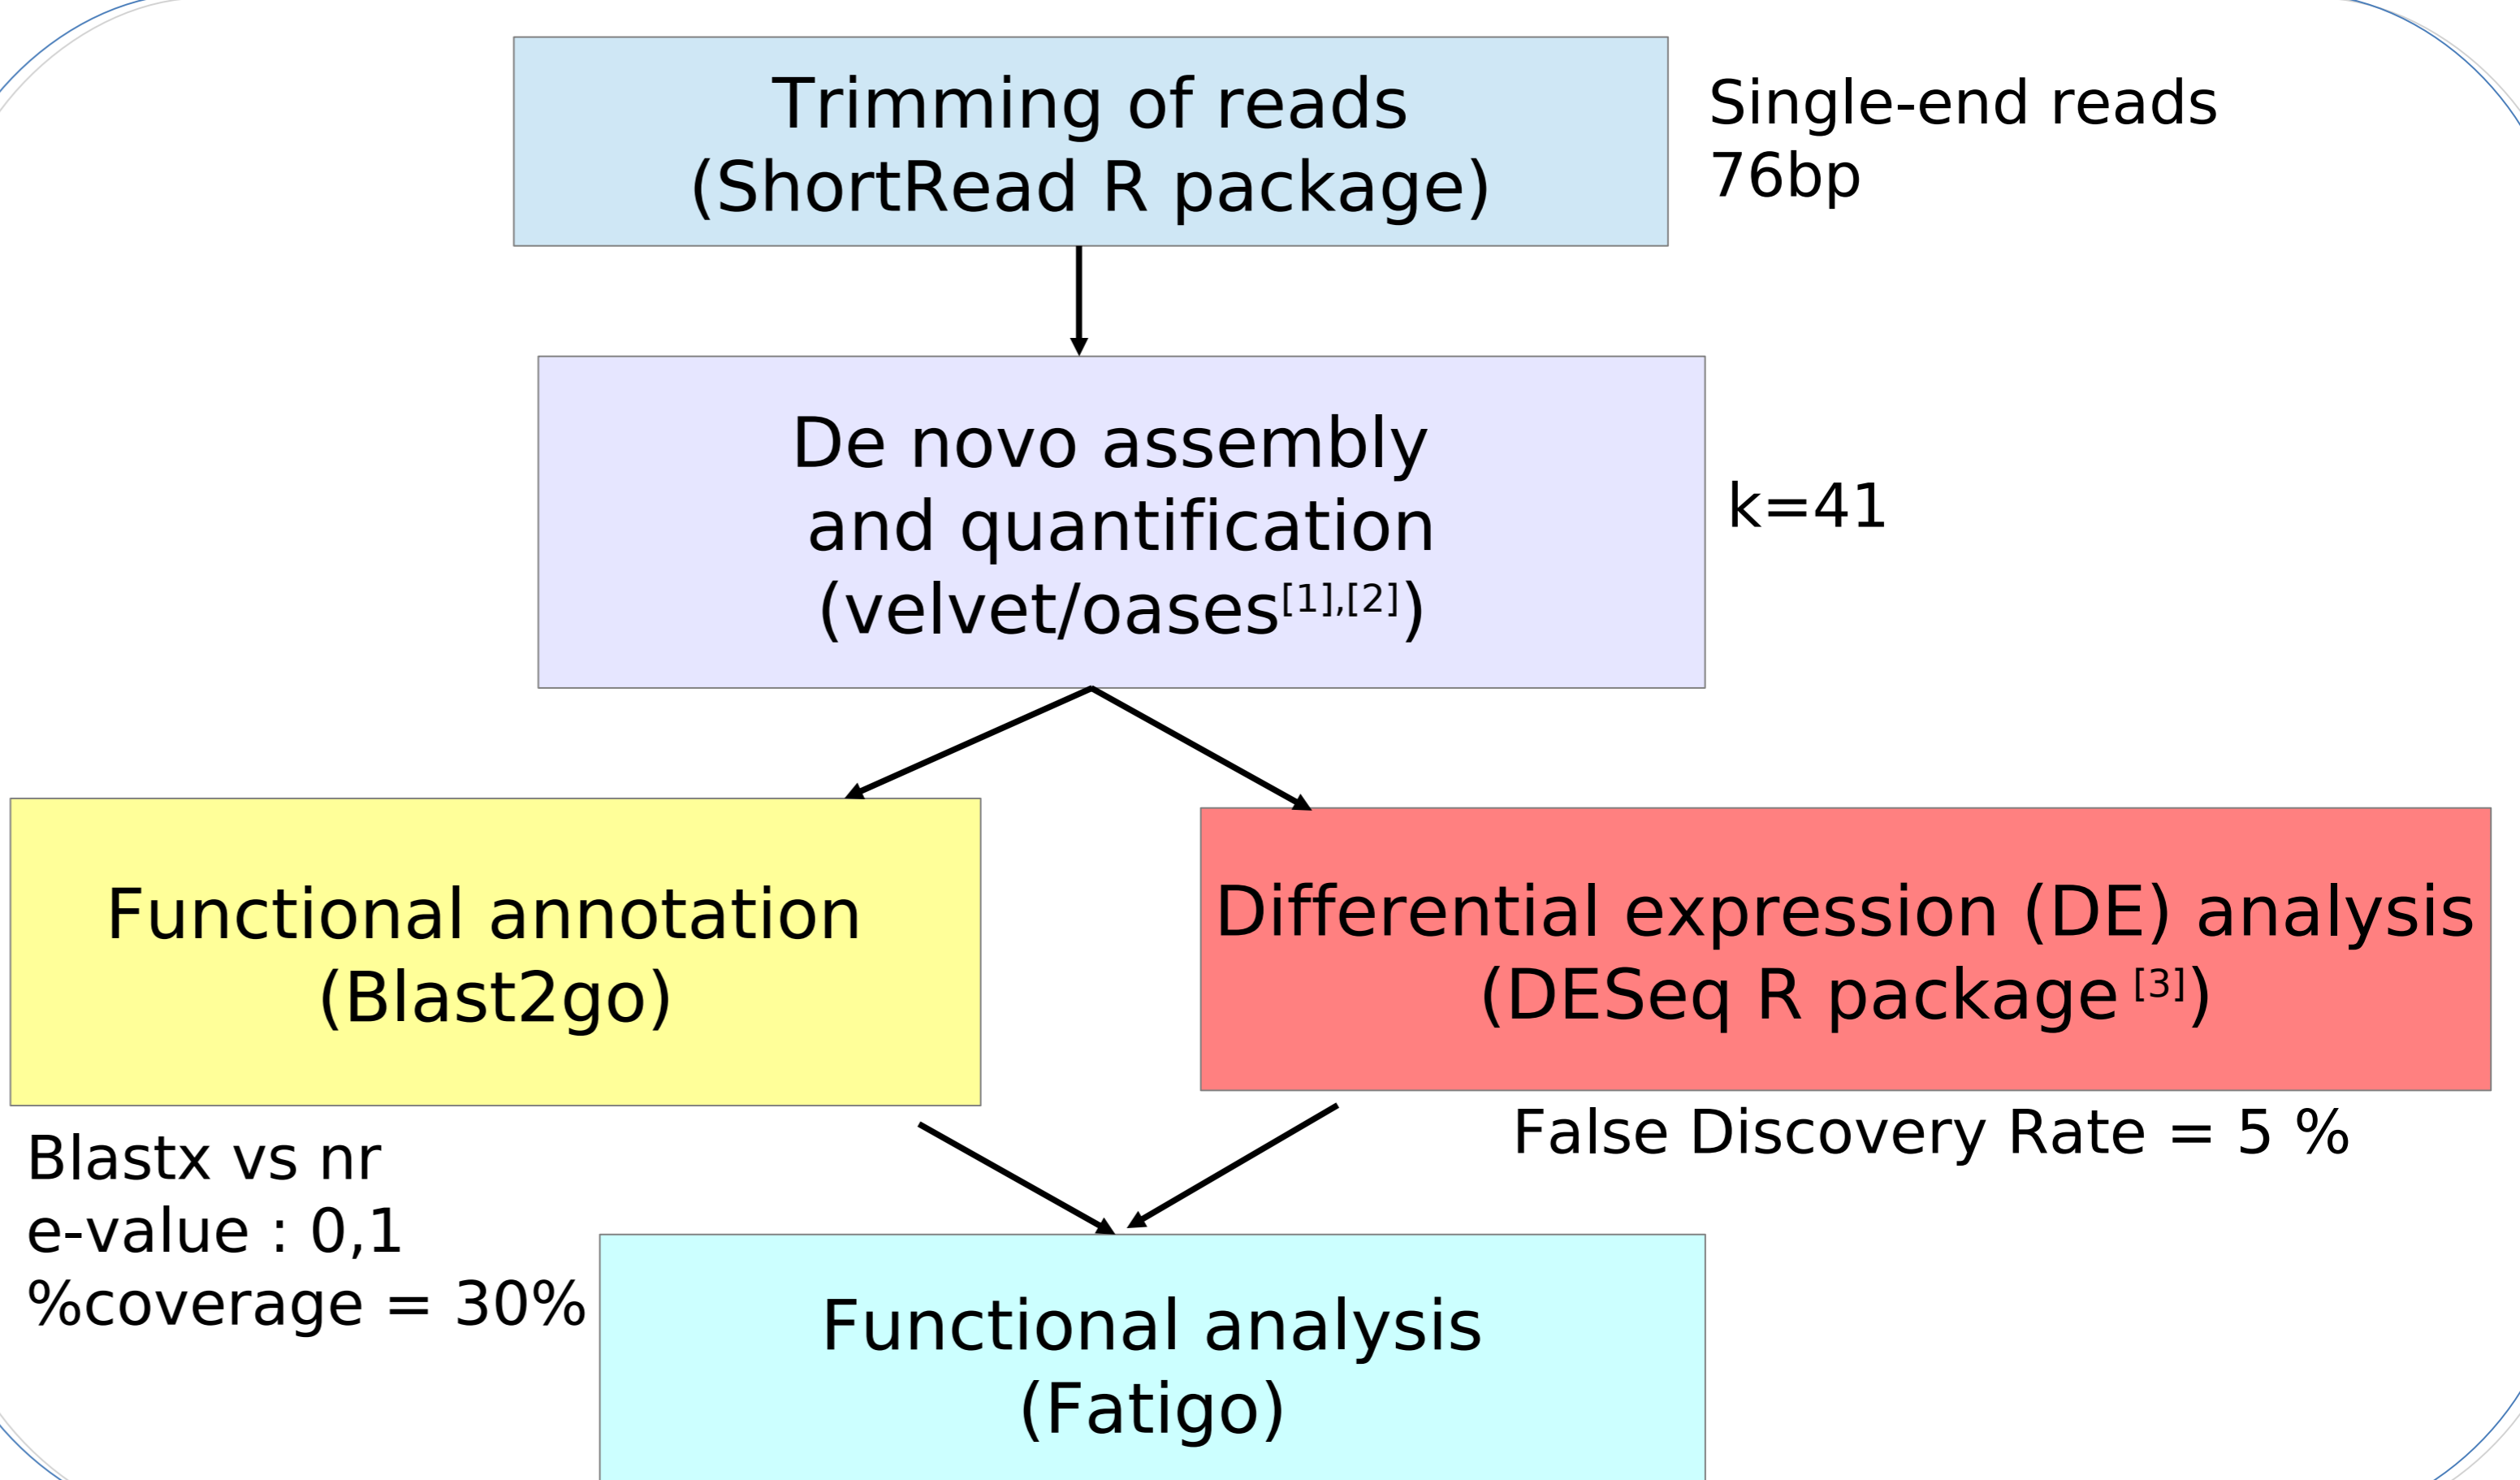 Trimming of reads
(ShortRead R package)
Single-end reads
76bp
De novo assembly
and quantification
(velvet/oases[1],[2])
k=41
Functional annotation
(Blast2go)
Differential expression (DE) analysis
(DESeq R package [3])
False Discovery Rate = 5 %
Blastx vs nr
e-value : 0,1
%coverage = 30%
Functional analysis
(Fatigo)